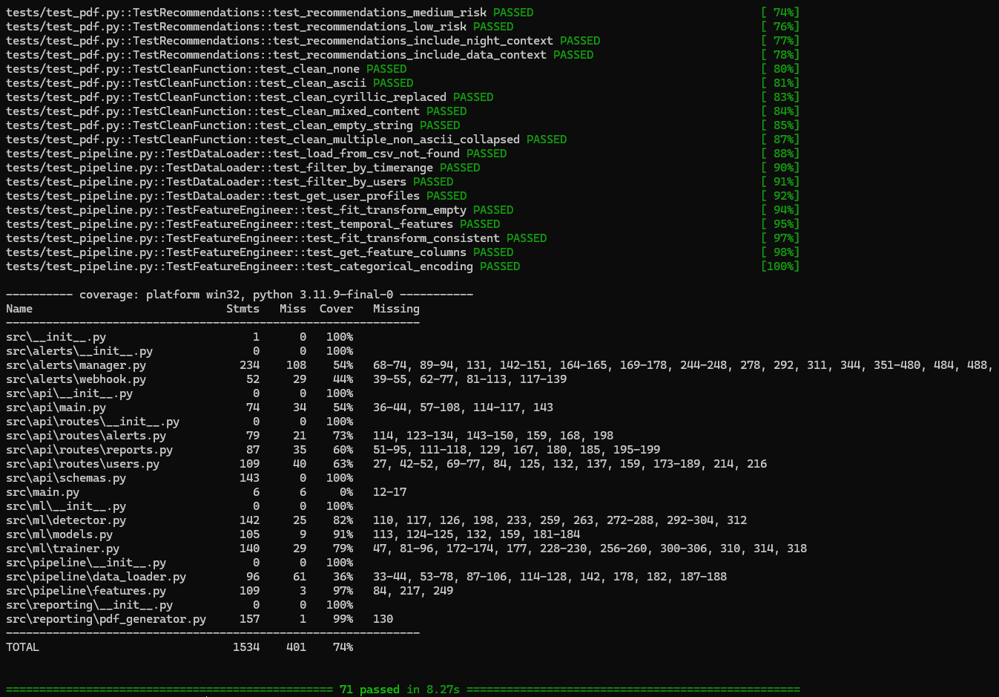 tests/test_pdf.py::TestRecommendations::test_recommendations_medium_risk PASSED [ 74%]
tests/test_pdf.py::TestRecommendations::test_recommendations_low_risk PASSED [ 76%]
tests/test_pdf.py::TestRecommendations::test_recommendations_include_night_context PASSED [ 77%]
tests/test_pdf.py::TestRecommendations::test_recommendations_include_data_context PASSED [ 78%]
tests/test_pdf.py::TestCleanFunction::test_clean_none PASSED [ 80%]
tests/test_pdf.py::TestCleanFunction::test_clean_ascii PASSED [ 81%]
tests/test_pdf.py::TestCleanFunction::test_clean_cyrillic_replaced PASSED [ 83%]
tests/test_pdf.py::TestCleanFunction::test_clean_mixed_content PASSED [ 84%]
tests/test_pdf.py::TestCleanFunction::test_clean_empty_string PASSED [ 85%]
tests/test_pdf.py::TestCleanFunction::test_clean_multiple_non_ascii_collapsed PASSED [ 87%]
tests/test_pipeline.py::TestDataLoader::test_load_from_csv_not_found PASSED [ 88%]
tests/test_pipeline.py::TestDataLoader::test_filter_by_timerange PASSED [ 90%]
tests/test_pipeline.py::TestDataLoader::test_filter_by_users PASSED [ 91%]
tests/test_pipeline.py::TestDataLoader::test_get_user_profiles PASSED [ 92%]
tests/test_pipeline.py::TestFeatureEngineer::test_fit_transform_empty PASSED [ 94%]
tests/test_pipeline.py::TestFeatureEngineer::test_temporal_features PASSED [ 95%]
tests/test_pipeline.py::TestFeatureEngineer::test_fit_transform_consistent PASSED [ 97%]
tests/test_pipeline.py::TestFeatureEngineer::test_get_feature_columns PASSED [ 98%]
tests/test_pipeline.py::TestFeatureEngineer::test_categorical_encoding PASSED [100%]
---------- coverage: platform win32, python 3.11.9-final-0 -----------
Name Stmts Miss Cover Missing
--------------------------------------------------------------
src\__init__.py 1 0 100%
src\alerts\__init__.py 0 0 100%
src\alerts\manager.py 234 108 54% 68-74, 89-94, 131, 142-151, 164-165, 169-178, 244-248, 278, 292, 311, 344, 351-480, 484, 488,
src\alerts\webhook.py 52 29 44% 39-55, 62-77, 81-113, 117-139
src\api\__init__.py 0 0 100%
src\api\main.py 74 34 54% 36-44, 57-108, 114-117, 143
src\api\routes\__init__.py 0 0 100%
src\api\routes\alerts.py 79 21 73% 114, 123-134, 143-150, 159, 168, 198
src\api\routes\reports.py 87 35 60% 51-95, 111-118, 129, 167, 180, 185, 195-199
src\api\routes\users.py 109 40 63% 27, 42-52, 69-77, 84, 125, 132, 137, 159, 173-189, 214, 216
src\api\schemas.py 143 0 100%
src\main.py 6 6 0% 12-17
src\ml\__init__.py 0 0 100%
src\ml\detector.py 142 25 82% 110, 117, 126, 198, 233, 259, 263, 272-288, 292-304, 312
src\ml\models.py 105 9 91% 113, 124-125, 132, 159, 181-184
src\ml\trainer.py 140 29 79% 47, 81-96, 172-174, 177, 228-230, 256-260, 300-306, 310, 314, 318
src\pipeline\__init__.py 0 0 100%
src\pipeline\data_loader.py 96 61 36% 33-44, 53-78, 87-106, 114-128, 142, 178, 182, 187-188
src\pipeline\features.py 109 3 97% 84, 217, 249
src\reporting\__init__.py 0 0 100%
src\reporting\pdf_generator.py 157 1 99% 130
--------------------------------------------------------------
TOTAL 1534 401 74%
================================================= 71 passed in 8.27s ==================================================